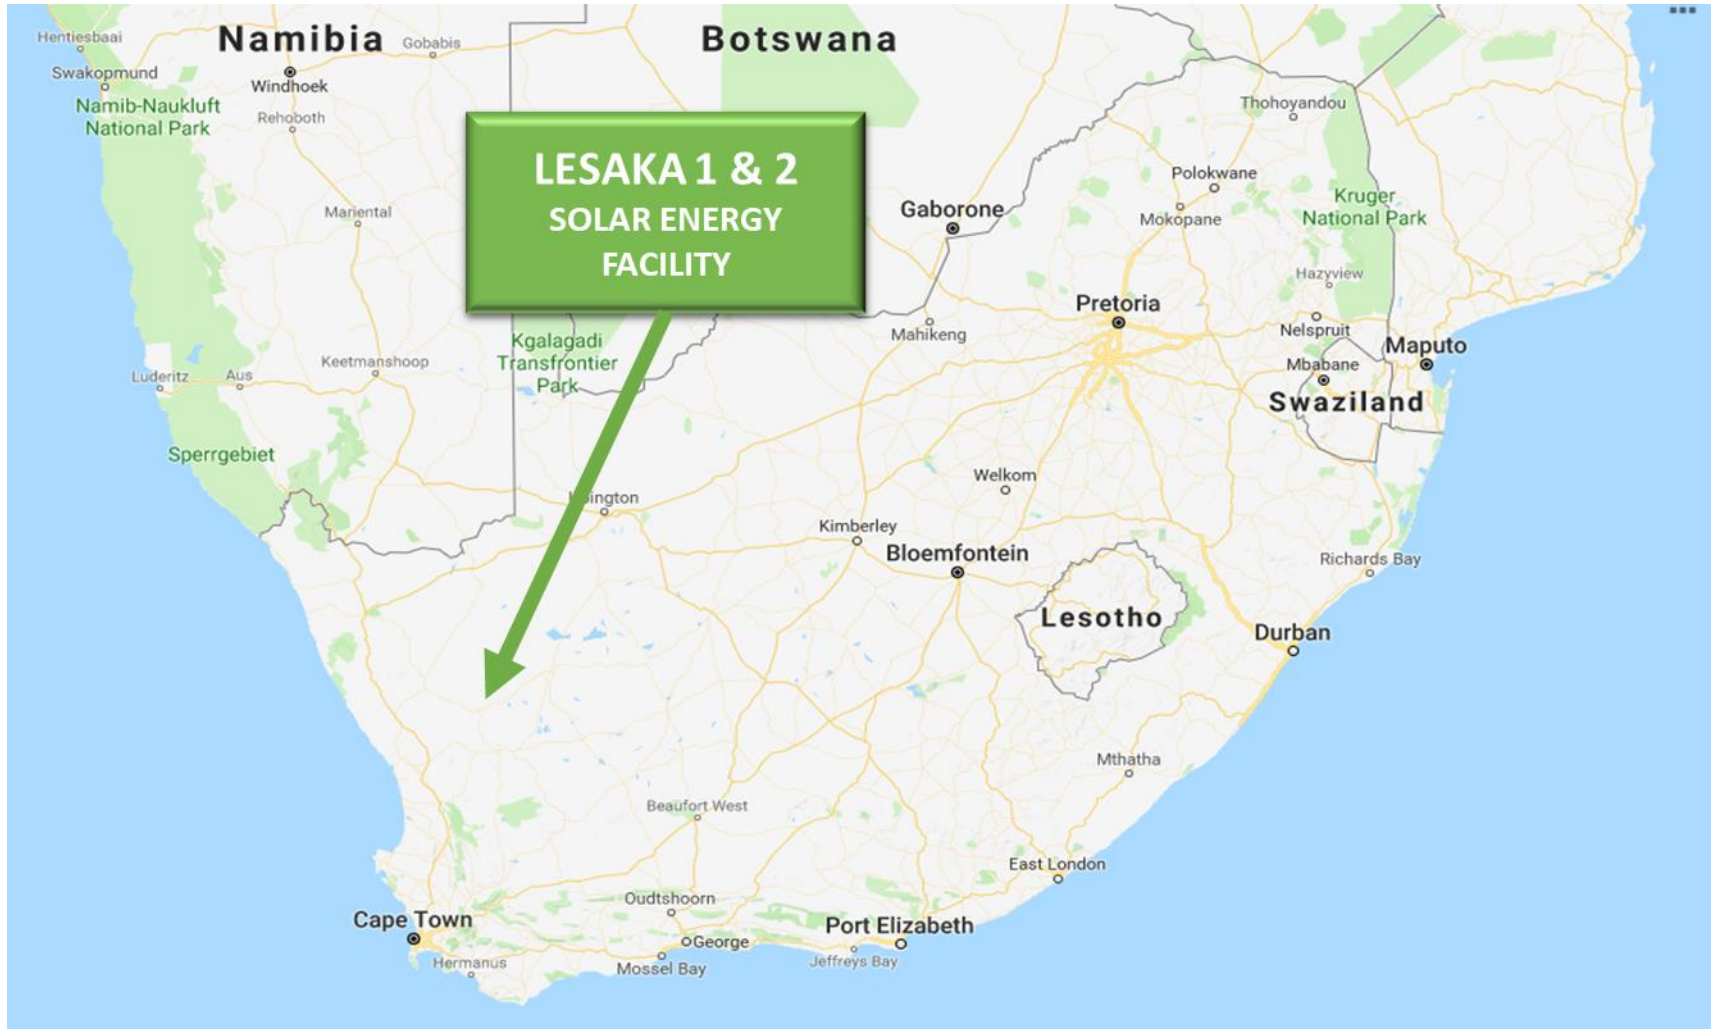 Hentiesbaai
Namibia
Gobabis
Botswana
Swakopmund
Windhoek
Namib-Naukluft
National Park
Rehoboth
Thohoyandou
LESAKA 1 & 2
SOLAR ENERGY
FACILITY
Polokwane
Kruger
National Park
Mariental
Gaborone
Mokopane
Hazyview
Pretoria
Nelspruit
Mahikeng
Kgalagadi
Transfrontier
Park
Maputo
Keetmanshoop
Mbabane
Luderitz
Aus
Swaziland
Sperrgebiet
Welkom
ington
Kimberley
Bloemfontein
Richards Bay
Lesotho
Durban
Mthatha
Beaufort West
East London
Oudtshoorn
Cape Town
Port Elizabeth
George
Hermanus
Mossel Bay
Jeffreys Bay